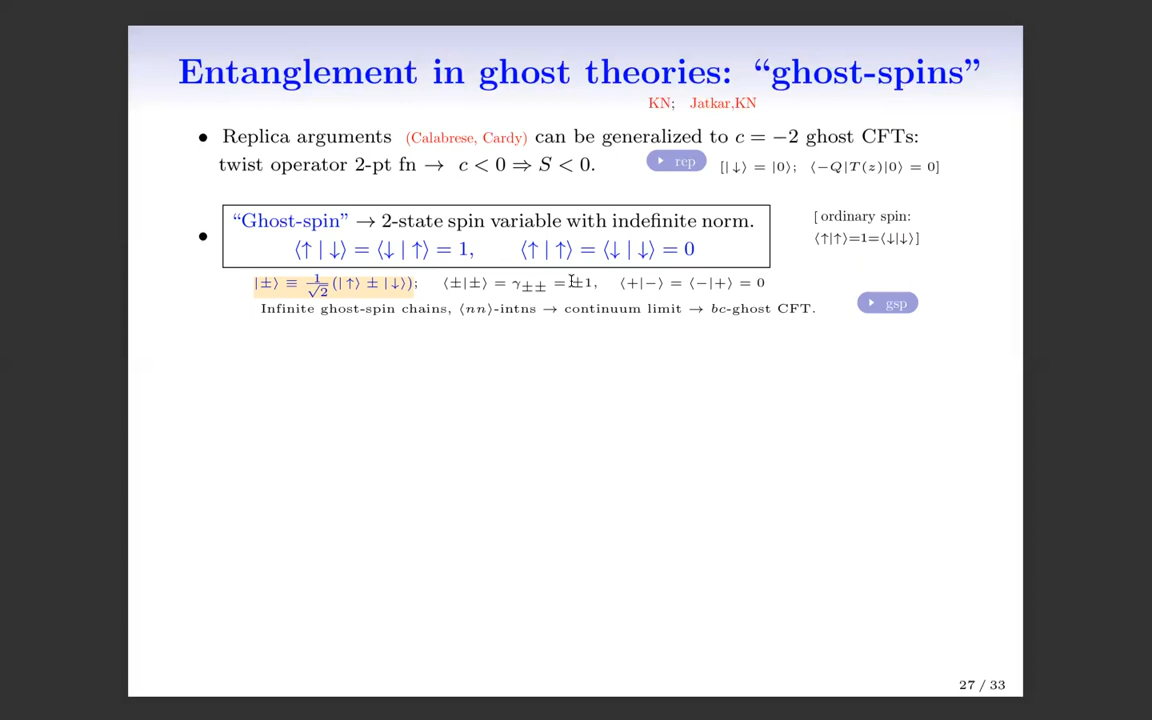 Entanglement in ghost theories: “ghost-spins”
KN; Jatkar,KN
• Replica arguments (Calabrese, Cardy) can be generalized to c = −2 ghost CFTs:
twist operator 2-pt fn → c < 0 ⇒ S < 0. rep [|↓⟩ = |0⟩; ⟨−Q|T(z)|0⟩ = 0]
• “Ghost-spin” → 2-state spin variable with indefinite norm.
⟨↑ | ↓⟩ = ⟨↓ | ↑⟩ = 1, ⟨↑ | ↑⟩ = ⟨↓ | ↓⟩ = 0
[ ordinary spin:
⟨↑|↑⟩=1=⟨↓|↓⟩]
|±⟩ ≡ 1/√2(|↑⟩ ± |↓⟩); ⟨±|±⟩ = γ±± = ±1, ⟨+|−⟩ = ⟨−|+⟩ = 0
Infinite ghost-spin chains, ⟨nn⟩-intns → continuum limit → bc-ghost CFT. gsp
27 / 33